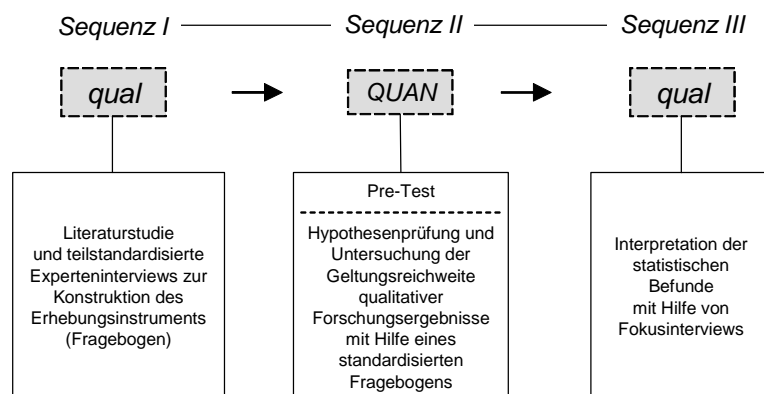 Sequenz I
Sequenz II
Sequenz III
qual
QUAN
qual
Literaturstudie
und teilstandardisierte
Experteninterviews zur
Konstruktion des
Erhebungsinstruments
(Fragebogen)
Pre-Test
Hypothesenprüfung und
Untersuchung der
Geltungsreichweite
qualitativer
Forschungsergebnisse
mit Hilfe eines
standardisierten
Fragebogens
Interpretation der
statistischen
Befunde
mit Hilfe von
Fokusinterviews